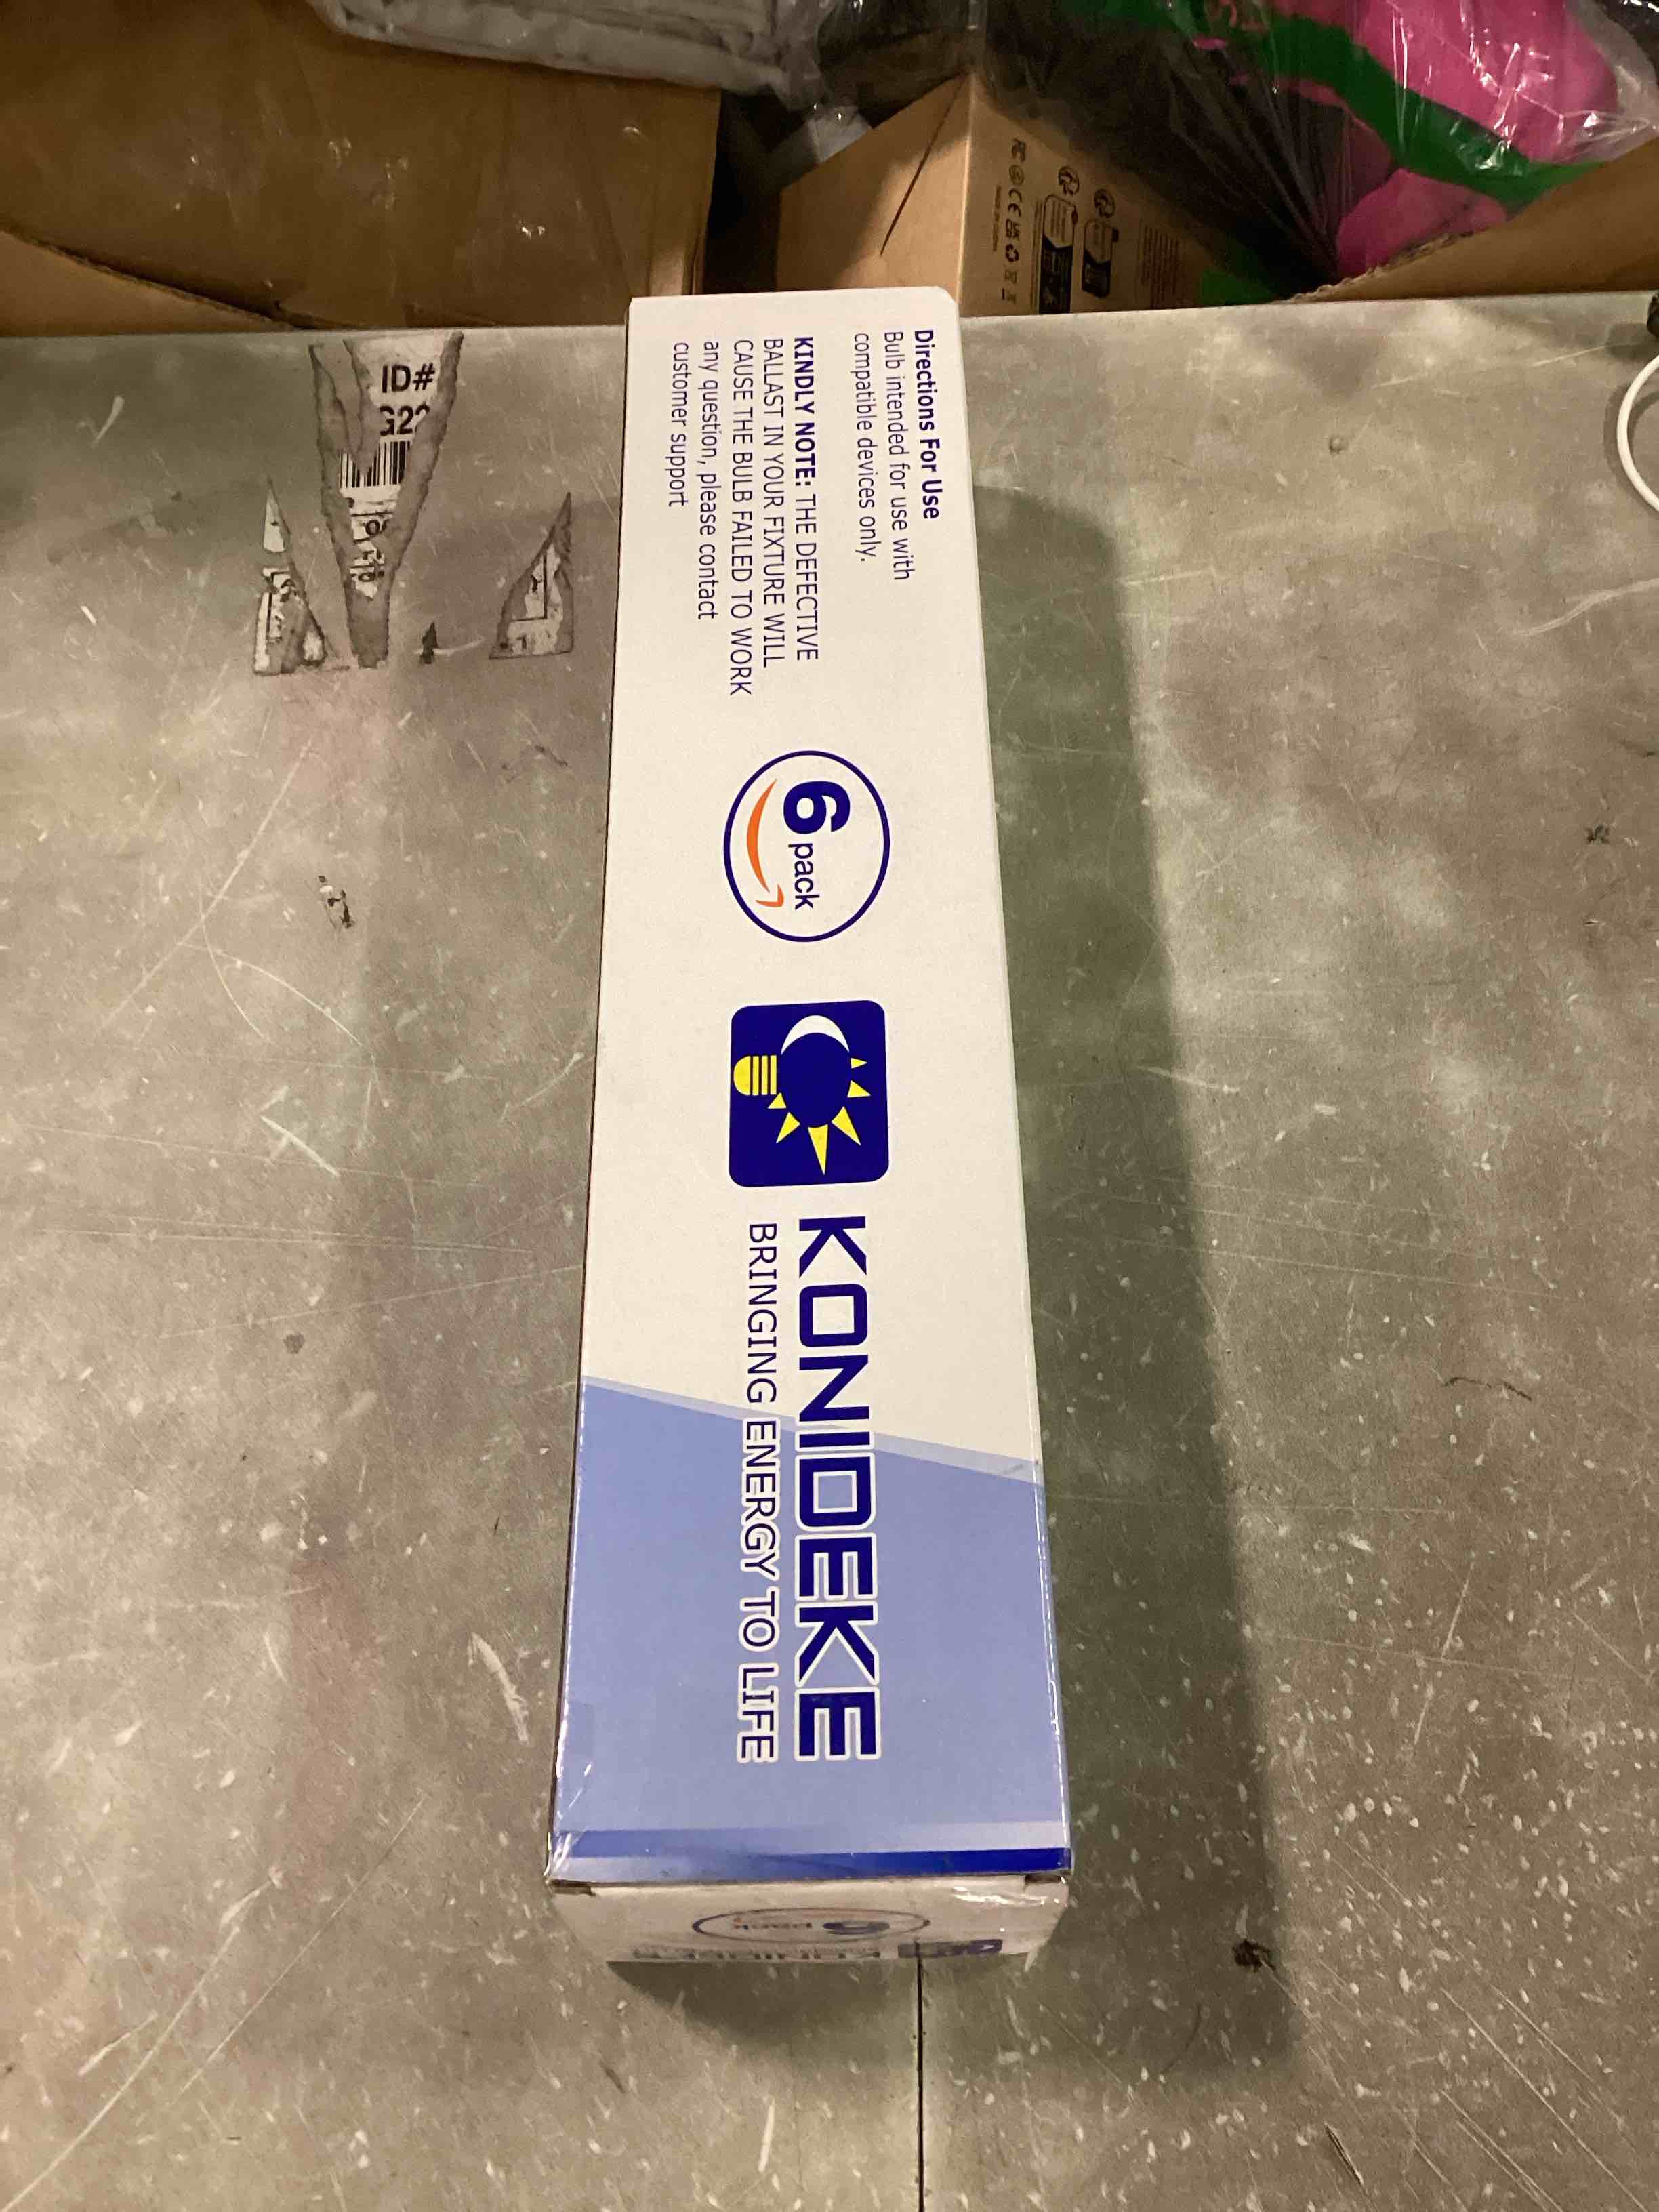 Directions For Use
Bulb intended for use with
compatible devices only.
KINDLY NOTE: THE DEFECTIVE
BALLAST IN YOUR FIXTURE WILL
CAUSE THE BULB FAILED TO WORK
any question, please contact
customer support
6 pack
KONIDEKE
BRINGING ENERGY TO LIFE
6 pack
ID#